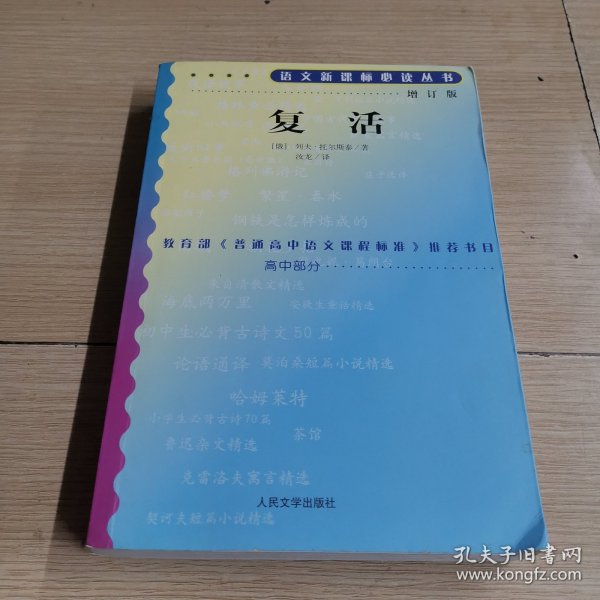 语文新课标必读丛书
增订版
复活
［俄］列夫·托尔斯泰／著
汝龙／译
格列佛游记
红楼梦 繁星·春水
钢铁是怎样炼成的
教育部《普通高中语文课程标准》推荐书目
高中部分
朱自清散文精选
海底两万里 安徒生童话精选
初中生必背古诗文50篇
论语通译 莫泊桑短篇小说精选
哈姆莱特
小学生必背古诗70篇
茶馆
鲁迅杂文精选
克雷洛夫寓言精选
人民文学出版社
契诃夫短篇小说精选
孔夫子旧书网
www.kongfz.com